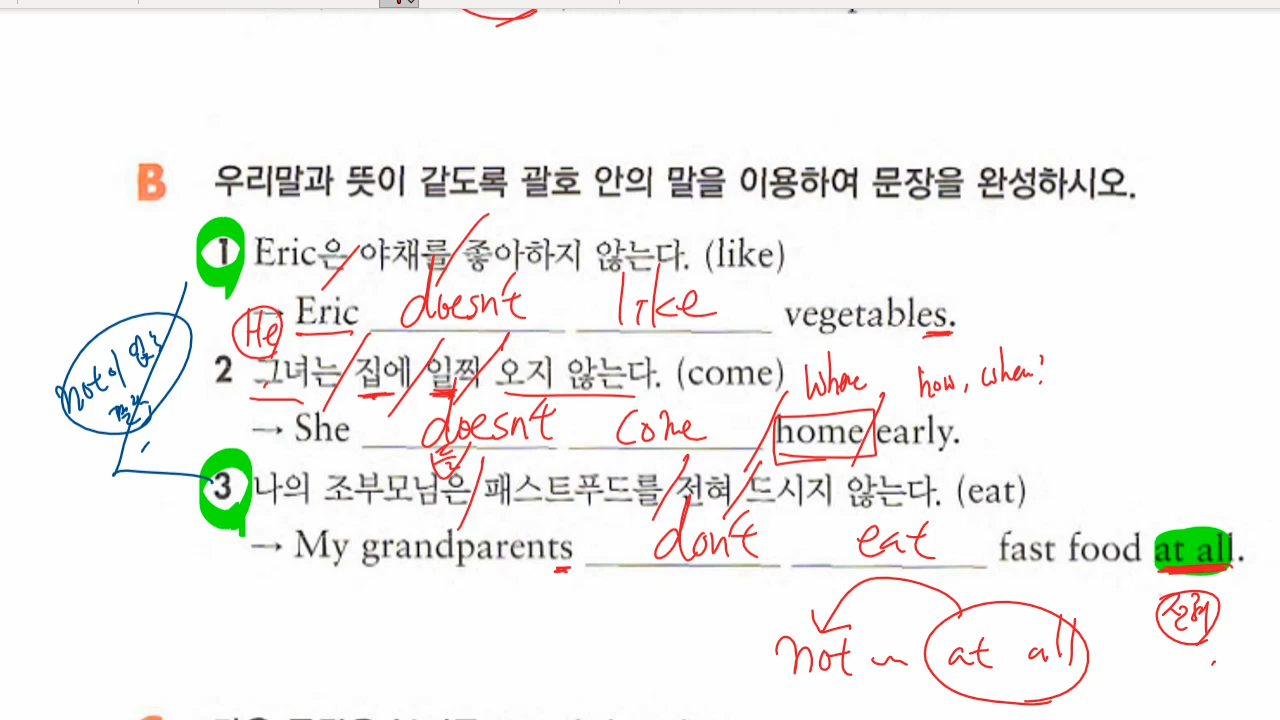 B 우리말과 뜻이 같도록 괄호 안의 말을 이용하여 문장을 완성하시오.
1 Eric은 야채를 좋아하지 않는다. (like)
→ Eric doesn't like vegetables.
He
2 그녀는 집에 일찍 오지 않는다. (come)
where how, when?
→ She doesn't come home early.
3 나의 조부모님은 패스트푸드를 전혀 드시지 않는다. (eat)
→ My grandparents don't eat fast food at all.
전혀
not ~ at all